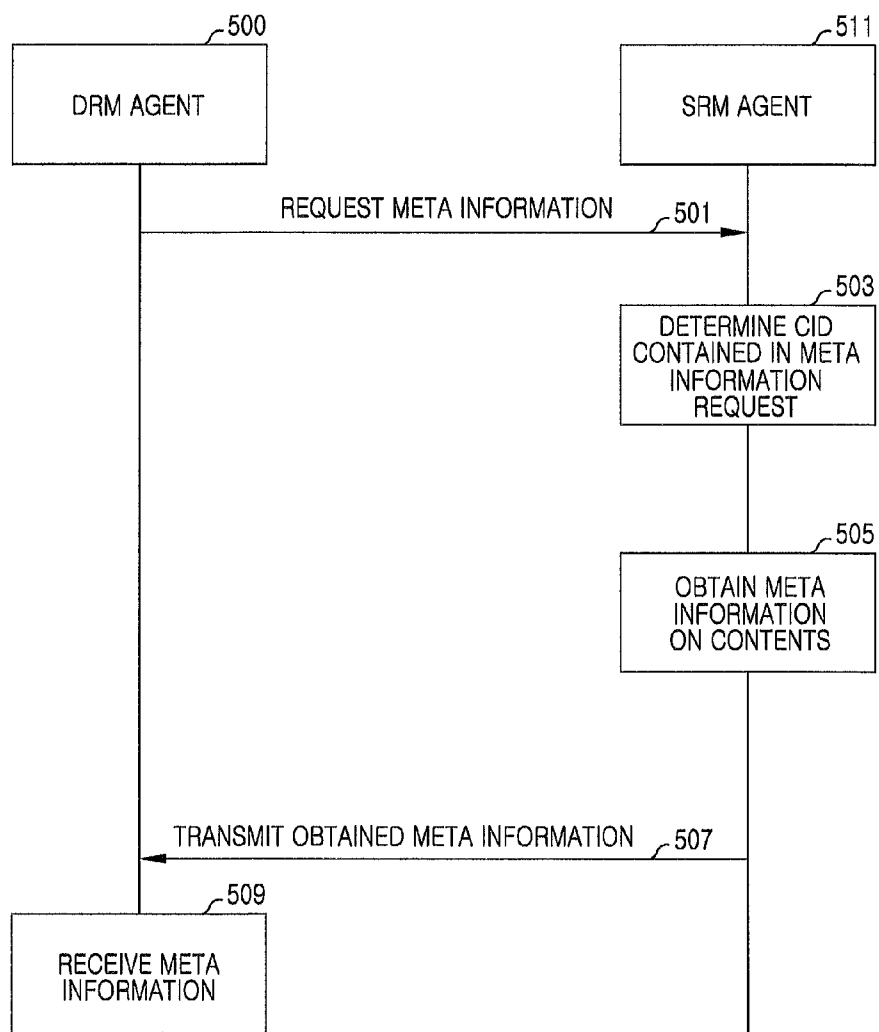 500
511
DRM AGENT
SRM AGENT
REQUEST META INFORMATION
501
503
DETERMINE CID
CONTAINED IN META
INFORMATION
REQUEST
505
OBTAIN META
INFORMATION
ON CONTENTS
TRANSMIT OBTAINED META INFORMATION
507
509
RECEIVE META
INFORMATION